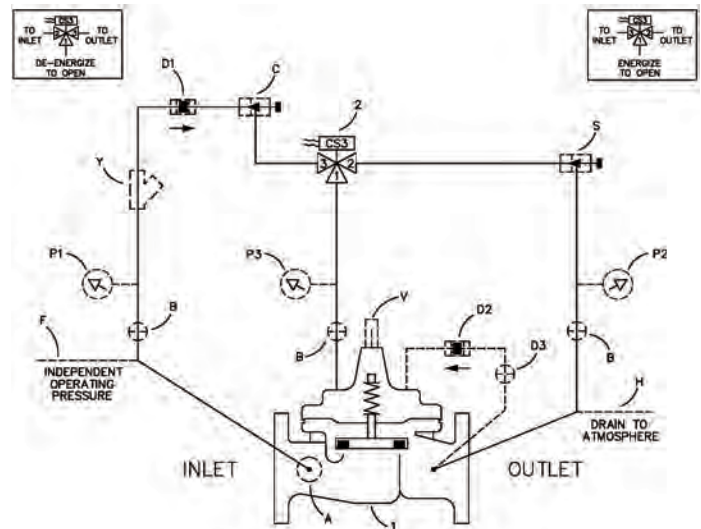 CS3
TO INLET
TO OUTLET
DE-ENERGIZE
TO OPEN
CS3
TO INLET
TO OUTLET
ENERGIZE
TO OPEN
D1
C
2
CS3
3 2
1
S
Y
P1
P3
P2
V
D2
B
B
D3
B
F
INDEPENDENT
OPERATING
PRESSURE
H
DRAIN TO
ATMOSPHERE
INLET
OUTLET
A
1